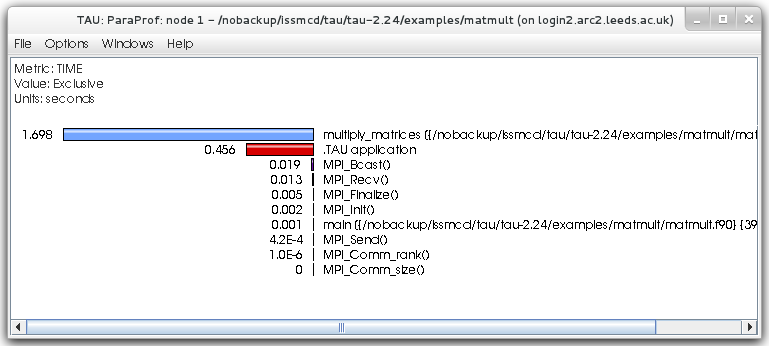 TAU: ParaProf: node 1 - /nobackup/issmcd/tau/tau-2.24/examples/matmult (on login2.arc2.leeds.ac.uk)
File Options Windows Help
Metric: TIME
Value: Exclusive
Units: seconds
1.698 multiply_matrices [{/nobackup/issmcd/tau/tau-2.24/examples/matmult/mat
0.456 .TAU application
0.019 MPI_Bcast()
0.013 MPI_Recv()
0.005 MPI_Finalize()
0.002 MPI_Init()
0.001 main [{/nobackup/issmcd/tau/tau-2.24/examples/matmult/matmult.f90} {39
4.2E-4 MPI_Send()
1.0E-6 MPI_Comm_rank()
0 MPI_Comm_size()